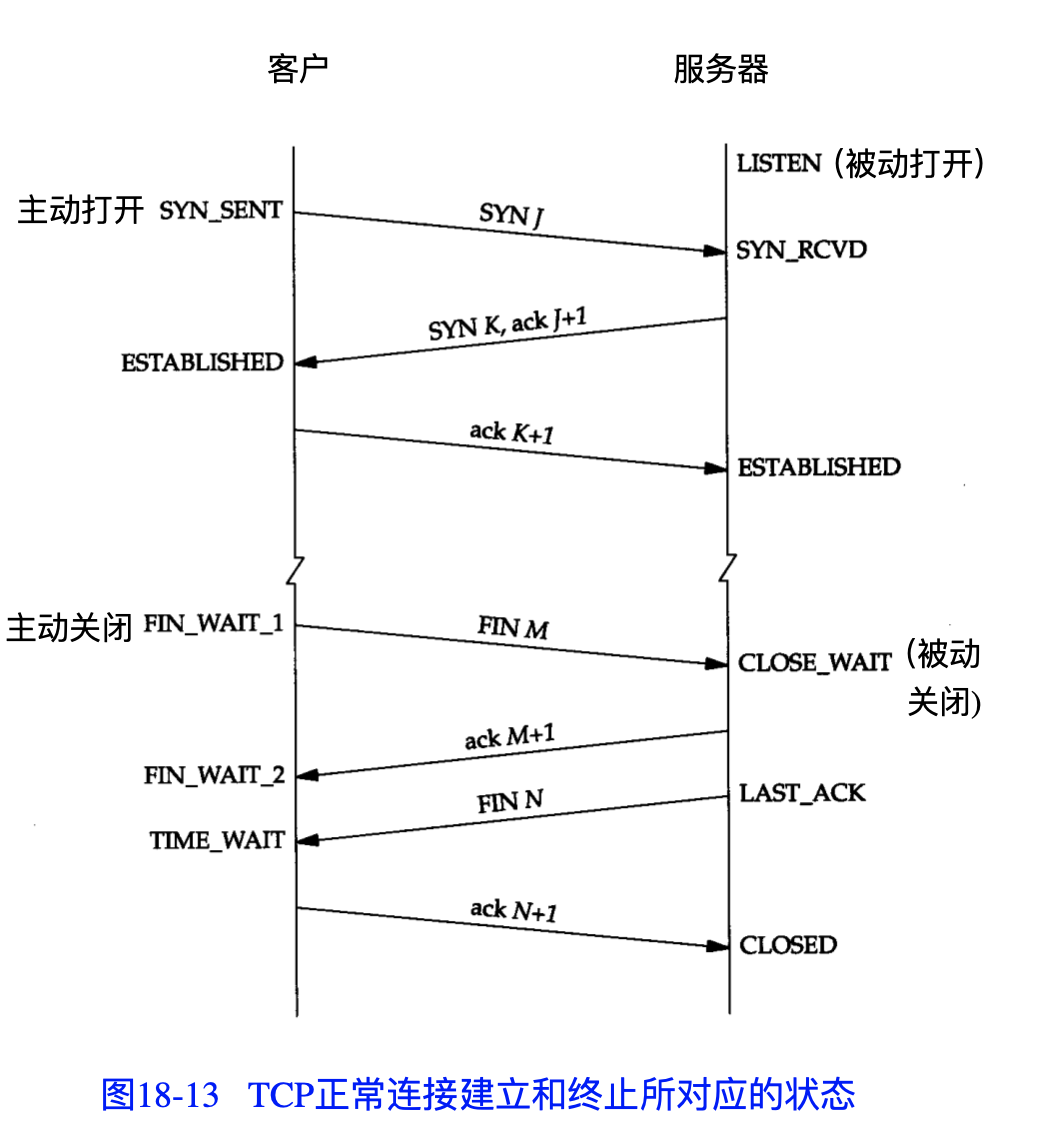 客户 服务器
LISTEN（被动打开）
主动打开 SYN_SENT
SYN J
SYN_RCVD
SYN K, ack J+1
ESTABLISHED
ack K+1
ESTABLISHED
主动关闭 FIN_WAIT_1
FIN M
CLOSE_WAIT（被动
关闭)
ack M+1
FIN_WAIT_2
FIN N
LAST_ACK
TIME_WAIT
ack N+1
CLOSED
图18-13 TCP正常连接建立和终止所对应的状态